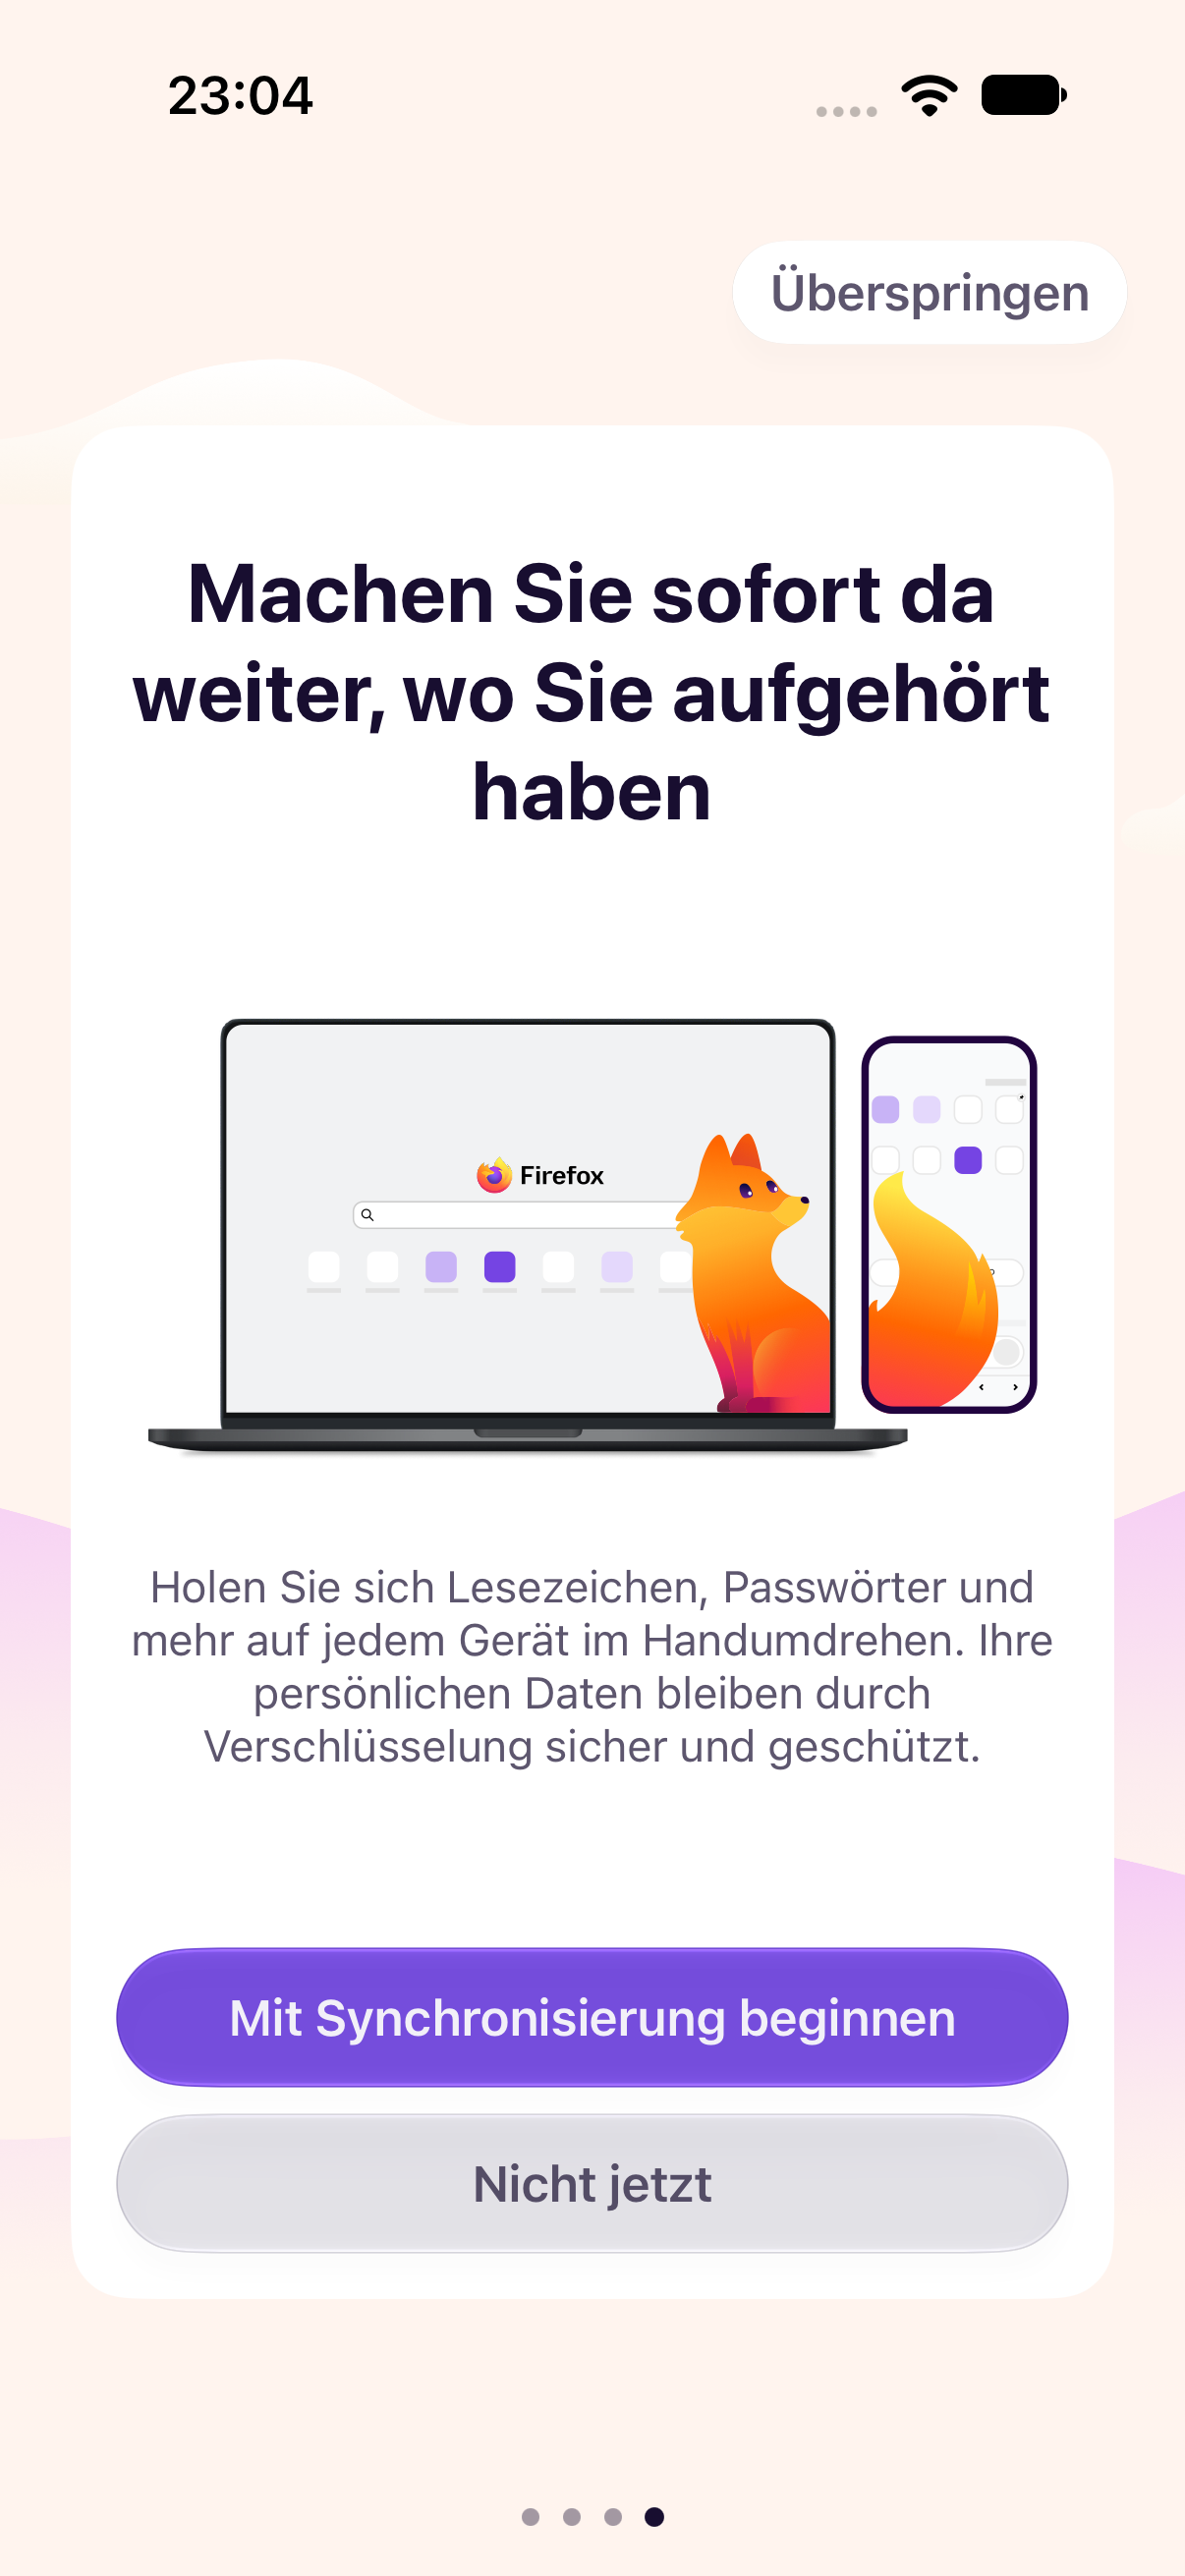 23:04
Überspringen
Machen Sie sofort da
weiter, wo Sie aufgehört
haben
Firefox
Holen Sie sich Lesezeichen, Passwörter und
mehr auf jedem Gerät im Handumdrehen. Ihre
persönlichen Daten bleiben durch
Verschlüsselung sicher und geschützt.
Mit Synchronisierung beginnen
Nicht jetzt